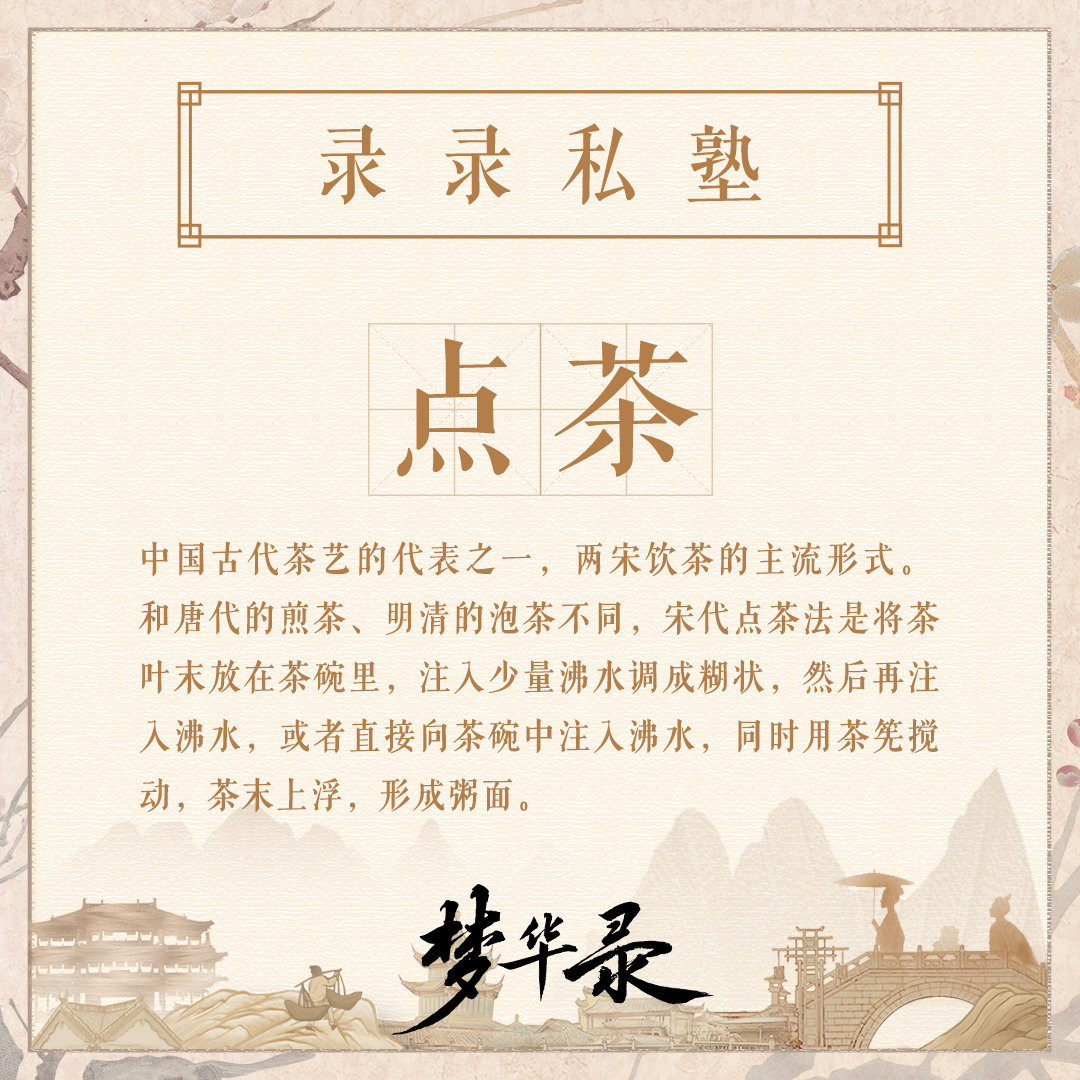 录录私塾
点茶
中国古代茶艺的代表之一，两宋饮茶的主流形式。
和唐代的煎茶、明清的泡茶不同，宋代点茶法是将茶
叶末放在茶碗里，注入少量沸水调成糊状，然后再注
入沸水，或者直接向茶碗中注入沸水，同时用茶筅搅
动，茶末上浮，形成粥面。
梦华录